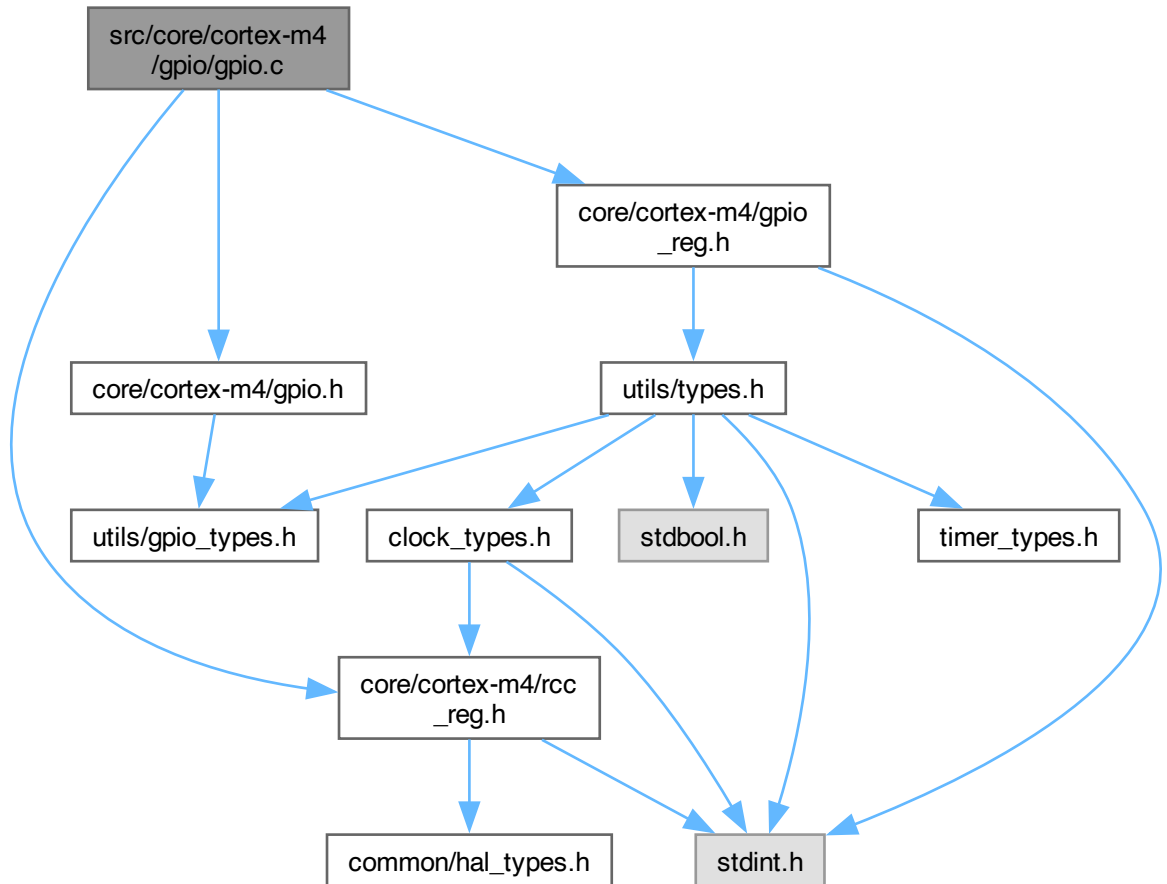 src/core/cortex-m4
/gpio/gpio.c
core/cortex-m4/gpio
_reg.h
core/cortex-m4/gpio.h
utils/types.h
utils/gpio_types.h
clock_types.h
stdbool.h
timer_types.h
core/cortex-m4/rcc
_reg.h
common/hal_types.h
stdint.h